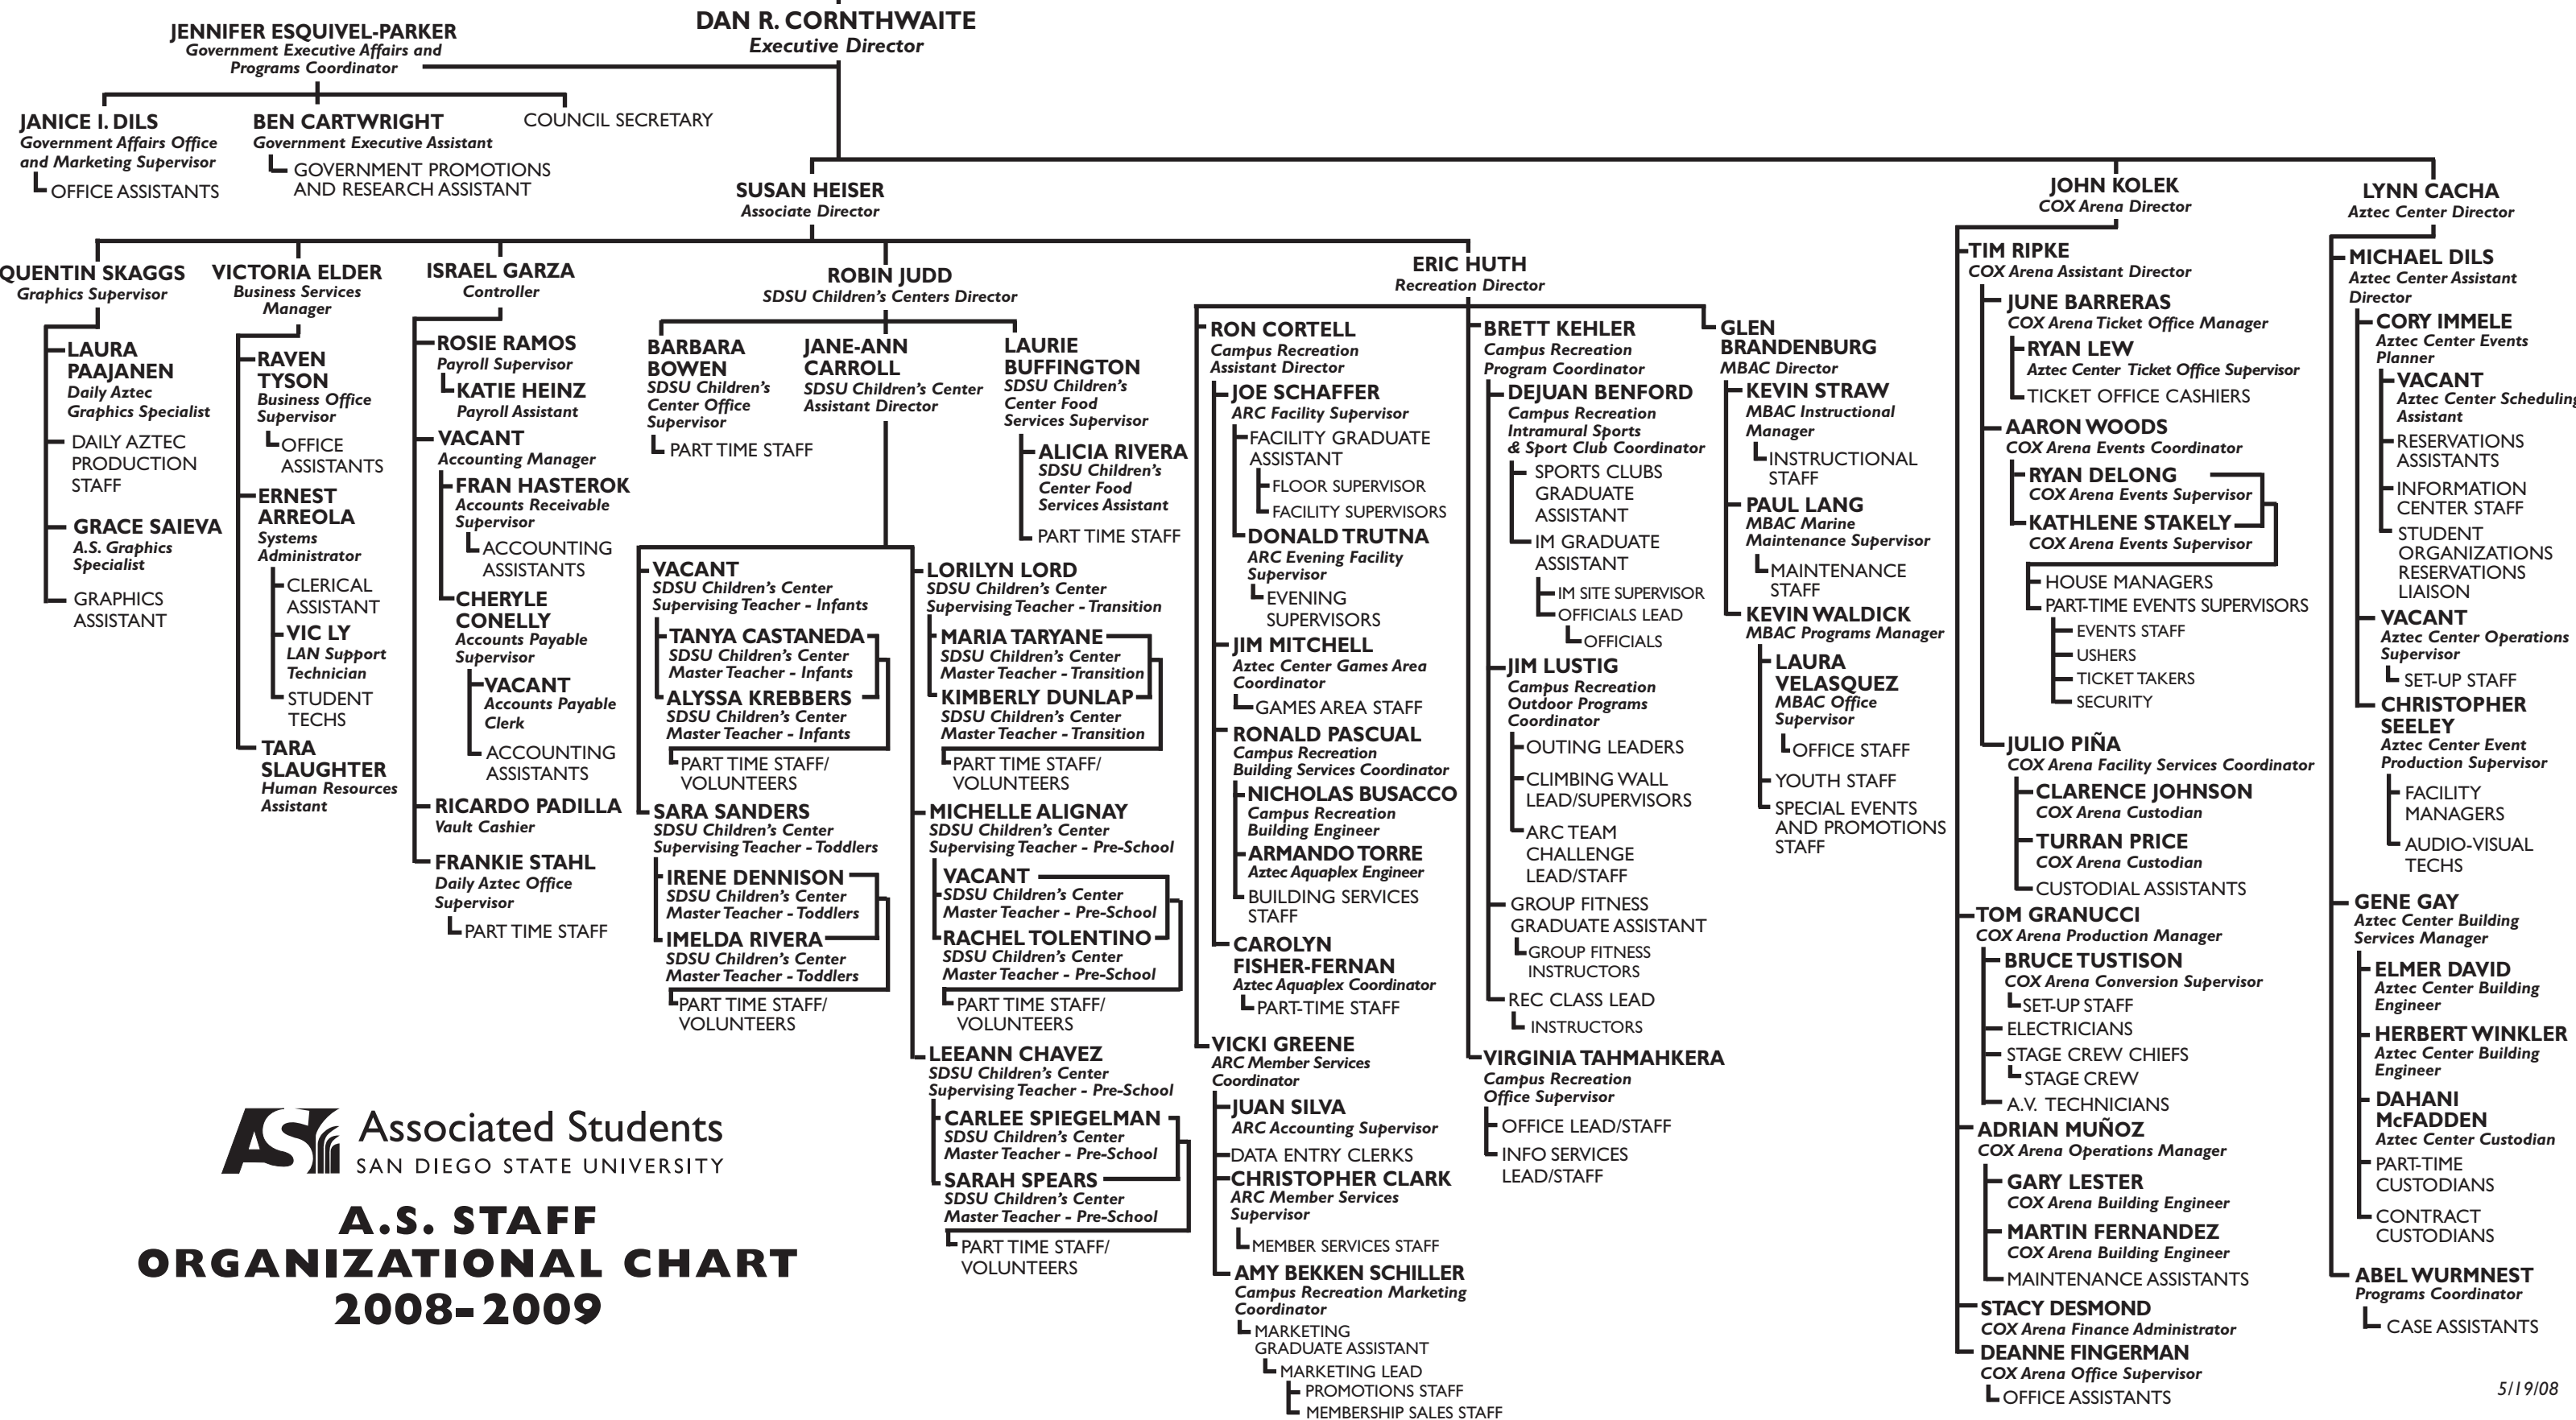 DAN R. CORNTHWAITE
Executive Director
JENNIFER ESQUIVEL-PARKER
Government Executive Affairs and
Programs Coordinator
JANICE I. DILS
Government Affairs Office
and Marketing Supervisor
OFFICE ASSISTANTS
BEN CARTWRIGHT
Government Executive Assistant
GOVERNMENT PROMOTIONS
AND RESEARCH ASSISTANT
COUNCIL SECRETARY
SUSAN HEISER
Associate Director
QUENTIN SKAGGS
Graphics Supervisor
LAURA
PAAJANEN
Daily Aztec
Graphics Specialist
DAILY AZTEC
PRODUCTION
STAFF
GRACE SAIEVA
A.S. Graphics
Specialist
GRAPHICS
ASSISTANT
VICTORIA ELDER
Business Services
Manager
RAVEN
TYSON
Business Office
Supervisor
OFFICE
ASSISTANTS
ERNEST
ARREOLA
Systems
Administrator
CLERICAL
ASSISTANT
VIC LY
LAN Support
Technician
STUDENT
TECHS
TARA
SLAUGHTER
Human Resources
Assistant
ISRAEL GARZA
Controller
ROSIE RAMOS
Payroll Supervisor
KATIE HEINZ
Payroll Assistant
VACANT
Accounting Manager
FRAN HASTEROK
Accounts Receivable
Supervisor
ACCOUNTING
ASSISTANTS
CHERYLE
CONELLY
Accounts Payable
Supervisor
VACANT
Accounts Payable
Clerk
ACCOUNTING
ASSISTANTS
RICARDO PADILLA
Vault Cashier
FRANKIE STAHL
Daily Aztec Office
Supervisor
PART TIME STAFF
ROBIN JUDD
SDSU Children's Centers Director
BARBARA
BOWEN
SDSU Children's
Center Office
Supervisor
PART TIME STAFF
JANE-ANN
CARROLL
SDSU Children's Center
Assistant Director
LAURIE
BUFFINGTON
SDSU Children's
Center Food
Services Supervisor
ALICIA RIVERA
SDSU Children's
Center Food
Services Assistant
PART TIME STAFF
VACANT
SDSU Children's Center
Supervising Teacher - Infants
TANYA CASTANEDA
SDSU Children's Center
Master Teacher - Infants
ALYSSA KREBBERS
SDSU Children's Center
Master Teacher - Infants
PART TIME STAFF/
VOLUNTEERS
SARA SANDERS
SDSU Children's Center
Supervising Teacher - Toddlers
IRENE DENNISON
SDSU Children's Center
Master Teacher - Toddlers
IMELDA RIVERA
SDSU Children's Center
Master Teacher - Toddlers
PART TIME STAFF/
VOLUNTEERS
LORILYN LORD
SDSU Children's Center
Supervising Teacher - Transition
MARIA TARYANE
SDSU Children's Center
Master Teacher - Transition
KIMBERLY DUNLAP
SDSU Children's Center
Master Teacher - Transition
PART TIME STAFF/
VOLUNTEERS
MICHELLE ALIGNAY
SDSU Children's Center
Supervising Teacher - Pre-School
VACANT
SDSU Children's Center
Master Teacher - Pre-School
RACHEL TOLENTINO
SDSU Children's Center
Master Teacher - Pre-School
PART TIME STAFF/
VOLUNTEERS
LEEANN CHAVEZ
SDSU Children's Center
Supervising Teacher - Pre-School
CARLEE SPIEGELMAN
SDSU Children's Center
Master Teacher - Pre-School
SARAH SPEARS
SDSU Children's Center
Master Teacher - Pre-School
PART TIME STAFF/
VOLUNTEERS
ERIC HUTH
Recreation Director
RON CORTELL
Campus Recreation
Assistant Director
JOE SCHAFFER
ARC Facility Supervisor
FACILITY GRADUATE
ASSISTANT
FLOOR SUPERVISOR
FACILITY SUPERVISORS
DONALD TRUTNA
ARC Evening Facility
Supervisor
EVENING
SUPERVISORS
JIM MITCHELL
Aztec Center Games Area
Coordinator
GAMES AREA STAFF
RONALD PASCUAL
Campus Recreation
Building Services Coordinator
NICHOLAS BUSACCO
Campus Recreation
Building Engineer
ARMANDO TORRE
Aztec Aquaplex Engineer
BUILDING SERVICES
STAFF
CAROLYN
FISHER-FERNAN
Aztec Aquaplex Coordinator
PART-TIME STAFF
VICKI GREENE
ARC Member Services
Coordinator
JUAN SILVA
ARC Accounting Supervisor
DATA ENTRY CLERKS
CHRISTOPHER CLARK
ARC Member Services
Supervisor
MEMBER SERVICES STAFF
AMY BEKKEN SCHILLER
Campus Recreation Marketing
Coordinator
MARKETING
GRADUATE ASSISTANT
MARKETING LEAD
PROMOTIONS STAFF
MEMBERSHIP SALES STAFF
BRETT KEHLER
Campus Recreation
Program Coordinator
DEJUAN BENFORD
Campus Recreation
Intramural Sports
& Sport Club Coordinator
SPORTS CLUBS
GRADUATE
ASSISTANT
IM GRADUATE
ASSISTANT
IM SITE SUPERVISOR
OFFICIALS LEAD
OFFICIALS
JIM LUSTIG
Campus Recreation
Outdoor Programs
Coordinator
OUTING LEADERS
CLIMBING WALL
LEAD/SUPERVISORS
ARC TEAM
CHALLENGE
LEAD/STAFF
GROUP FITNESS
GRADUATE ASSISTANT
GROUP FITNESS
INSTRUCTORS
REC CLASS LEAD
INSTRUCTORS
VIRGINIA TAHMAHKERA
Campus Recreation
Office Supervisor
OFFICE LEAD/STAFF
INFO SERVICES
LEAD/STAFF
GLEN
BRANDENBURG
MBAC Director
KEVIN STRAW
MBAC Instructional
Manager
INSTRUCTIONAL
STAFF
PAUL LANG
MBAC Marine
Maintenance Supervisor
MAINTENANCE
STAFF
KEVIN WALDICK
MBAC Programs Manager
LAURA
VELASQUEZ
MBAC Office
Supervisor
OFFICE STAFF
YOUTH STAFF
SPECIAL EVENTS
AND PROMOTIONS
STAFF
JOHN KOLEK
COX Arena Director
TIM RIPKE
COX Arena Assistant Director
JUNE BARRERAS
COX Arena Ticket Office Manager
RYAN LEW
Aztec Center Ticket Office Supervisor
TICKET OFFICE CASHIERS
AARON WOODS
COX Arena Events Coordinator
RYAN DELONG
COX Arena Events Supervisor
KATHLENE STAKELY
COX Arena Events Supervisor
HOUSE MANAGERS
PART-TIME EVENTS SUPERVISORS
EVENTS STAFF
USHERS
TICKET TAKERS
SECURITY
JULIO PIÑA
COX Arena Facility Services Coordinator
CLARENCE JOHNSON
COX Arena Custodian
TURRAN PRICE
COX Arena Custodian
CUSTODIAL ASSISTANTS
TOM GRANUCCI
COX Arena Production Manager
BRUCE TUSTISON
COX Arena Conversion Supervisor
SET-UP STAFF
ELECTRICIANS
STAGE CREW CHIEFS
STAGE CREW
A.V. TECHNICIANS
ADRIAN MUÑOZ
COX Arena Operations Manager
GARY LESTER
COX Arena Building Engineer
MARTIN FERNANDEZ
COX Arena Building Engineer
MAINTENANCE ASSISTANTS
STACY DESMOND
COX Arena Finance Administrator
DEANNE FINGERMAN
COX Arena Office Supervisor
OFFICE ASSISTANTS
LYNN CACHA
Aztec Center Director
MICHAEL DILS
Aztec Center Assistant
Director
CORY IMMELE
Aztec Center Events
Planner
VACANT
Aztec Center Scheduling
Assistant
RESERVATIONS
ASSISTANTS
INFORMATION
CENTER STAFF
STUDENT
ORGANIZATIONS
RESERVATIONS
LIAISON
VACANT
Aztec Center Operations
Supervisor
SET-UP STAFF
CHRISTOPHER
SEELEY
Aztec Center Event
Production Supervisor
FACILITY
MANAGERS
AUDIO-VISUAL
TECHS
GENE GAY
Aztec Center Building
Services Manager
ELMER DAVID
Aztec Center Building
Engineer
HERBERT WINKLER
Aztec Center Building
Engineer
DAHANI
McFADDEN
Aztec Center Custodian
PART-TIME
CUSTODIANS
CONTRACT
CUSTODIANS
ABEL WURMNEST
Programs Coordinator
CASE ASSISTANTS
AS
Associated Students
SAN DIEGO STATE UNIVERSITY
A.S. STAFF
ORGANIZATIONAL CHART
2008-2009
5/19/08